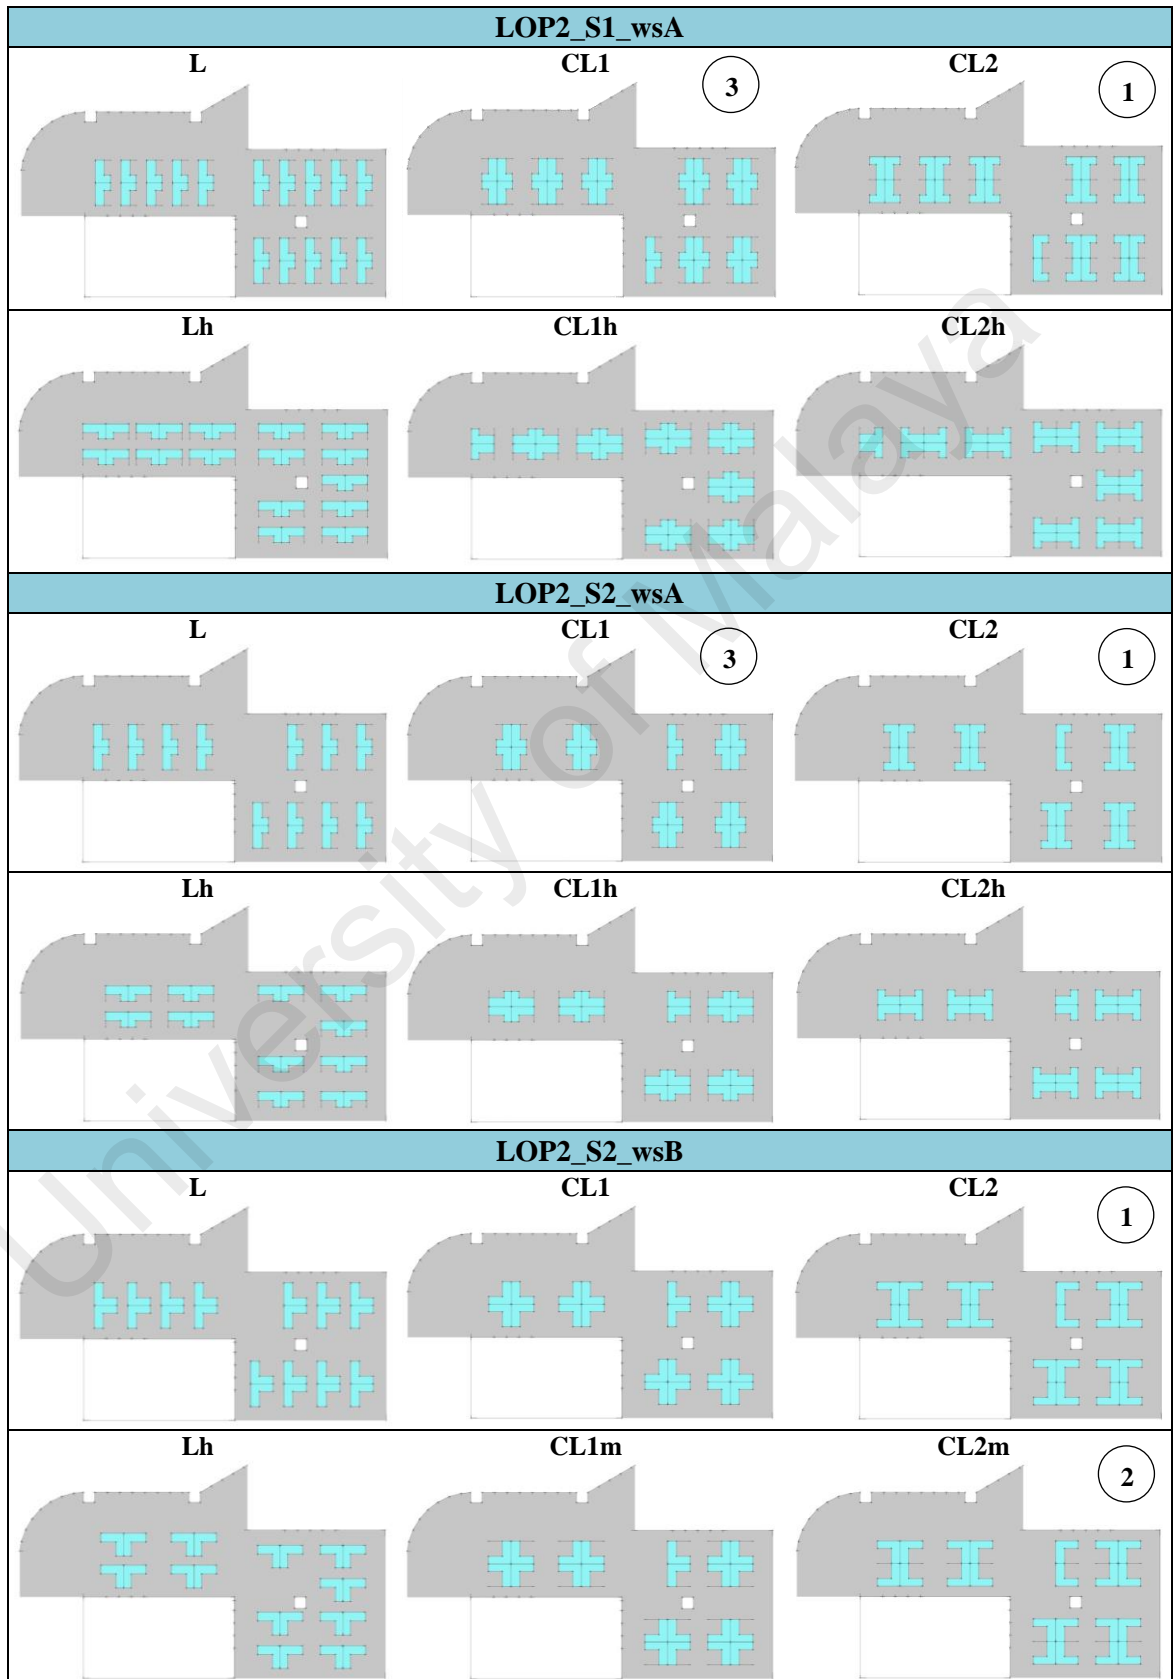 LOP2_S1_wsA
L CL1 3 CL2 1
Lh CL1h CL2h
LOP2_S2_wsA
L CL1 3 CL2 1
Lh CL1h CL2h
LOP2_S2_wsB
L CL1 CL2 1
Lh CL1m CL2m 2
University of Malaya